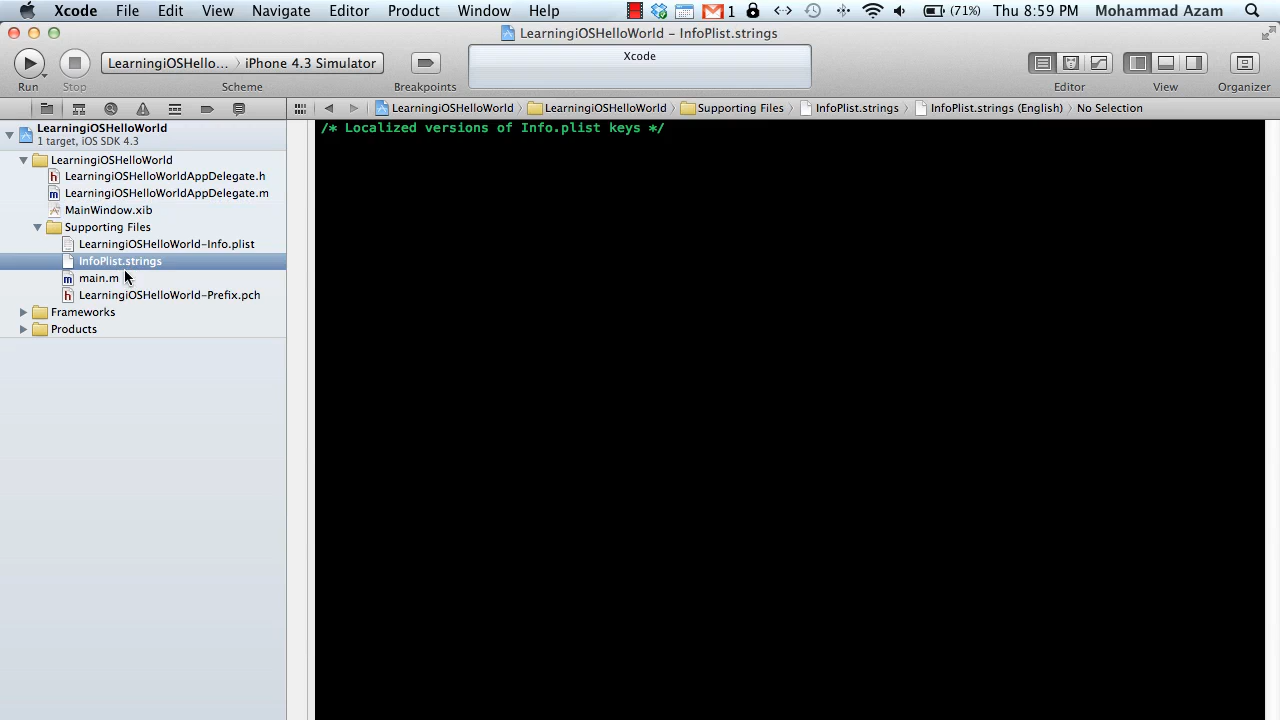 Xcode File Edit View Navigate Editor Product Window Help 1 (71%) Thu 8:59 PM Mohammad Azam
LearningiOSHelloWorld – InfoPlist.strings
LearningiOSHello... iPhone 4.3 Simulator
Xcode
Run Stop Scheme Breakpoints Editor View Organizer
LearningiOSHelloWorld LearningiOSHelloWorld Supporting Files InfoPlist.strings InfoPlist.strings (English) No Selection
LearningiOSHelloWorld
1 target, iOS SDK 4.3
LearningiOSHelloWorld
h LearningiOSHelloWorldAppDelegate.h
m LearningiOSHelloWorldAppDelegate.m
MainWindow.xib
Supporting Files
LearningiOSHelloWorld-Info.plist
InfoPlist.strings
m main.m
h LearningiOSHelloWorld-Prefix.pch
Frameworks
Products
/* Localized versions of Info.plist keys */